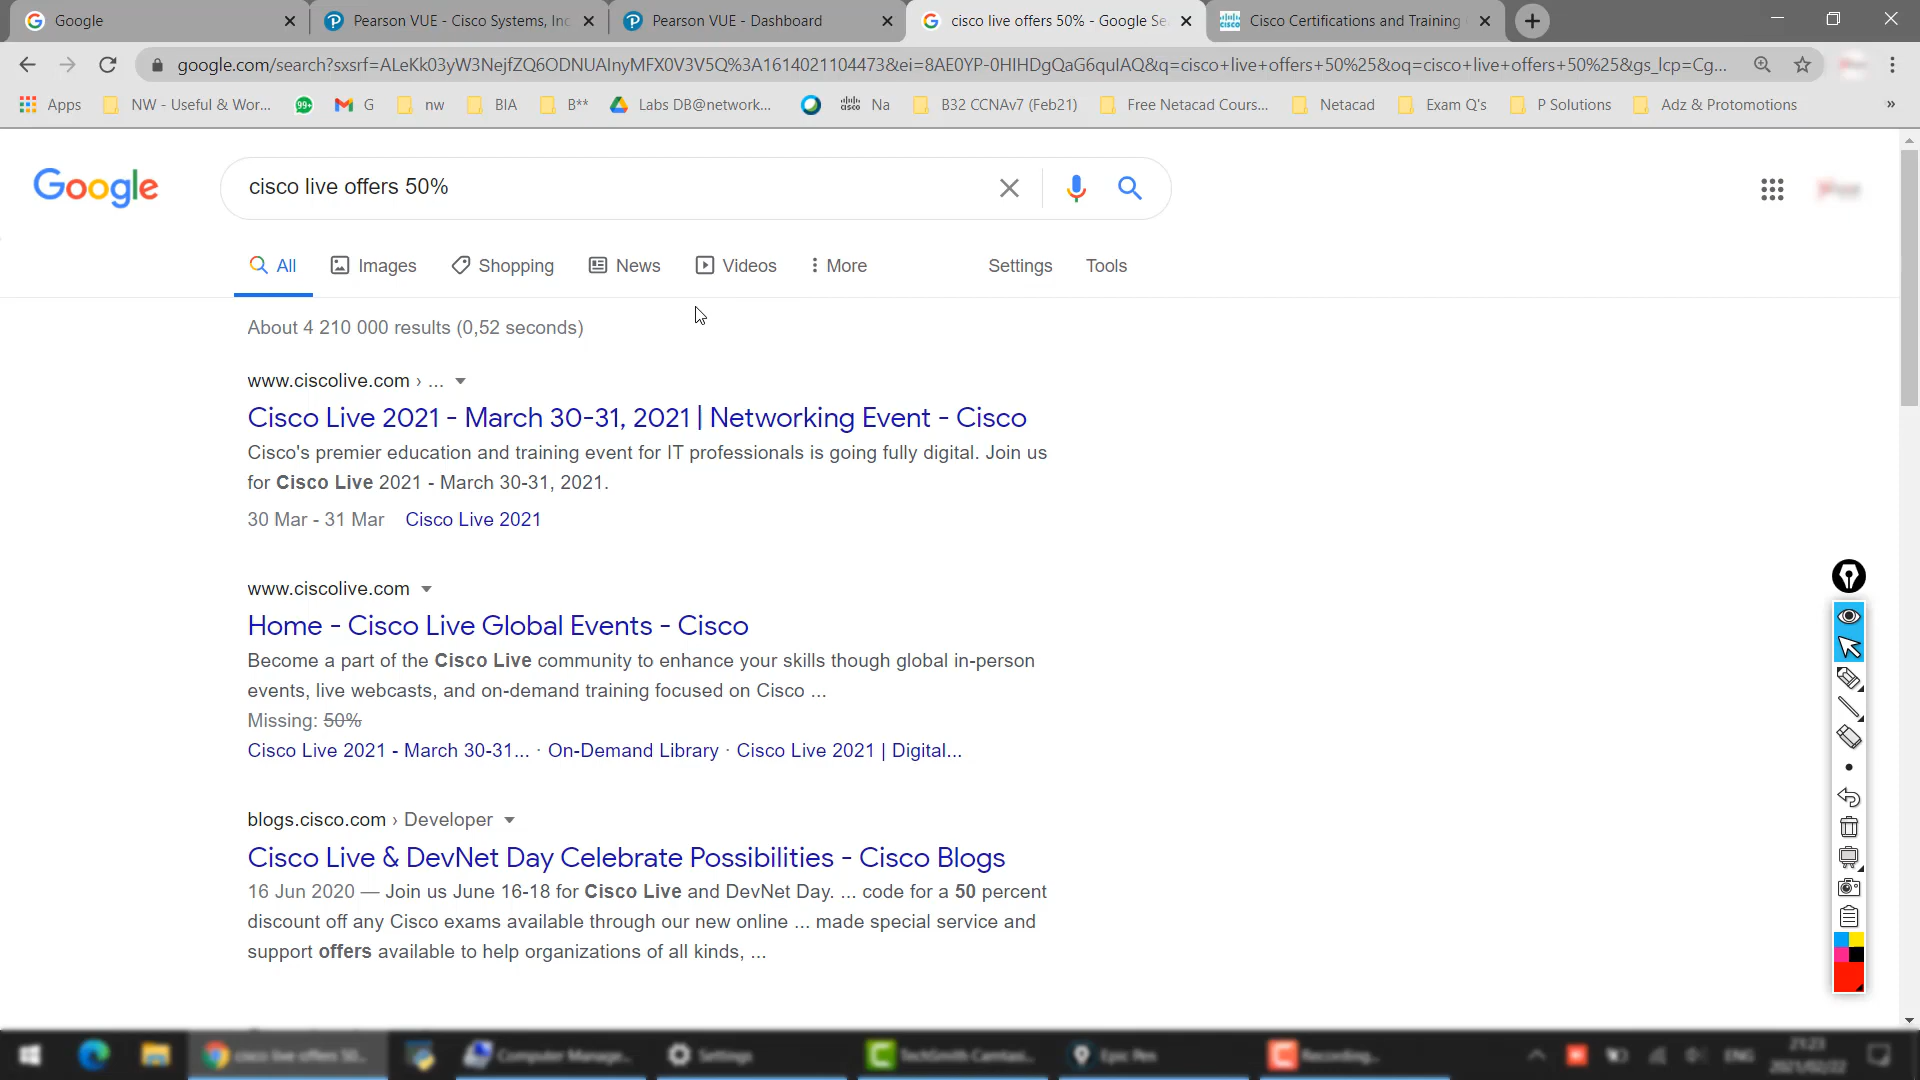 Google
Pearson VUE - Cisco Systems, Inc
Pearson VUE - Dashboard
cisco live offers 50% - Google Se
Cisco Certifications and Training
google.com/search?sxsrf=ALeKk03yW3NejfZQ6ODNUAInyMFX0V3V5Q%3A1614021104473&ei=8AE0YP-0HIHDgQaG6quIAQ&q=cisco+live+offers+50%25&oq=cisco+live+offers+50%25&gs_lcp=Cg...
Apps
NW - Useful & Wor...
99+
G
nw
BIA
B**
Labs DB@network...
Na
B32 CCNAv7 (Feb21)
Free Netacad Cours...
Netacad
Exam Q's
P Solutions
Adz & Protomotions
»
Google
cisco live offers 50%
All
Images
Shopping
News
Videos
More
Settings
Tools
About 4 210 000 results (0,52 seconds)
www.ciscolive.com › ...
Cisco Live 2021 - March 30-31, 2021 | Networking Event - Cisco
Cisco's premier education and training event for IT professionals is going fully digital. Join us
for Cisco Live 2021 - March 30-31, 2021.
30 Mar - 31 Mar Cisco Live 2021
www.ciscolive.com
Home - Cisco Live Global Events - Cisco
Become a part of the Cisco Live community to enhance your skills though global in-person
events, live webcasts, and on-demand training focused on Cisco ...
Missing: 50%
Cisco Live 2021 - March 30-31... · On-Demand Library · Cisco Live 2021 | Digital...
blogs.cisco.com › Developer
Cisco Live & DevNet Day Celebrate Possibilities - Cisco Blogs
16 Jun 2020 — Join us June 16-18 for Cisco Live and DevNet Day. ... code for a 50 percent
discount off any Cisco exams available through our new online ... made special service and
support offers available to help organizations of all kinds, ...
cisco live offers 50...
Computer Manage...
Settings
TechSmith Camtasi...
Epic Pen
Recording...
ENG
21:23
2021/02/22